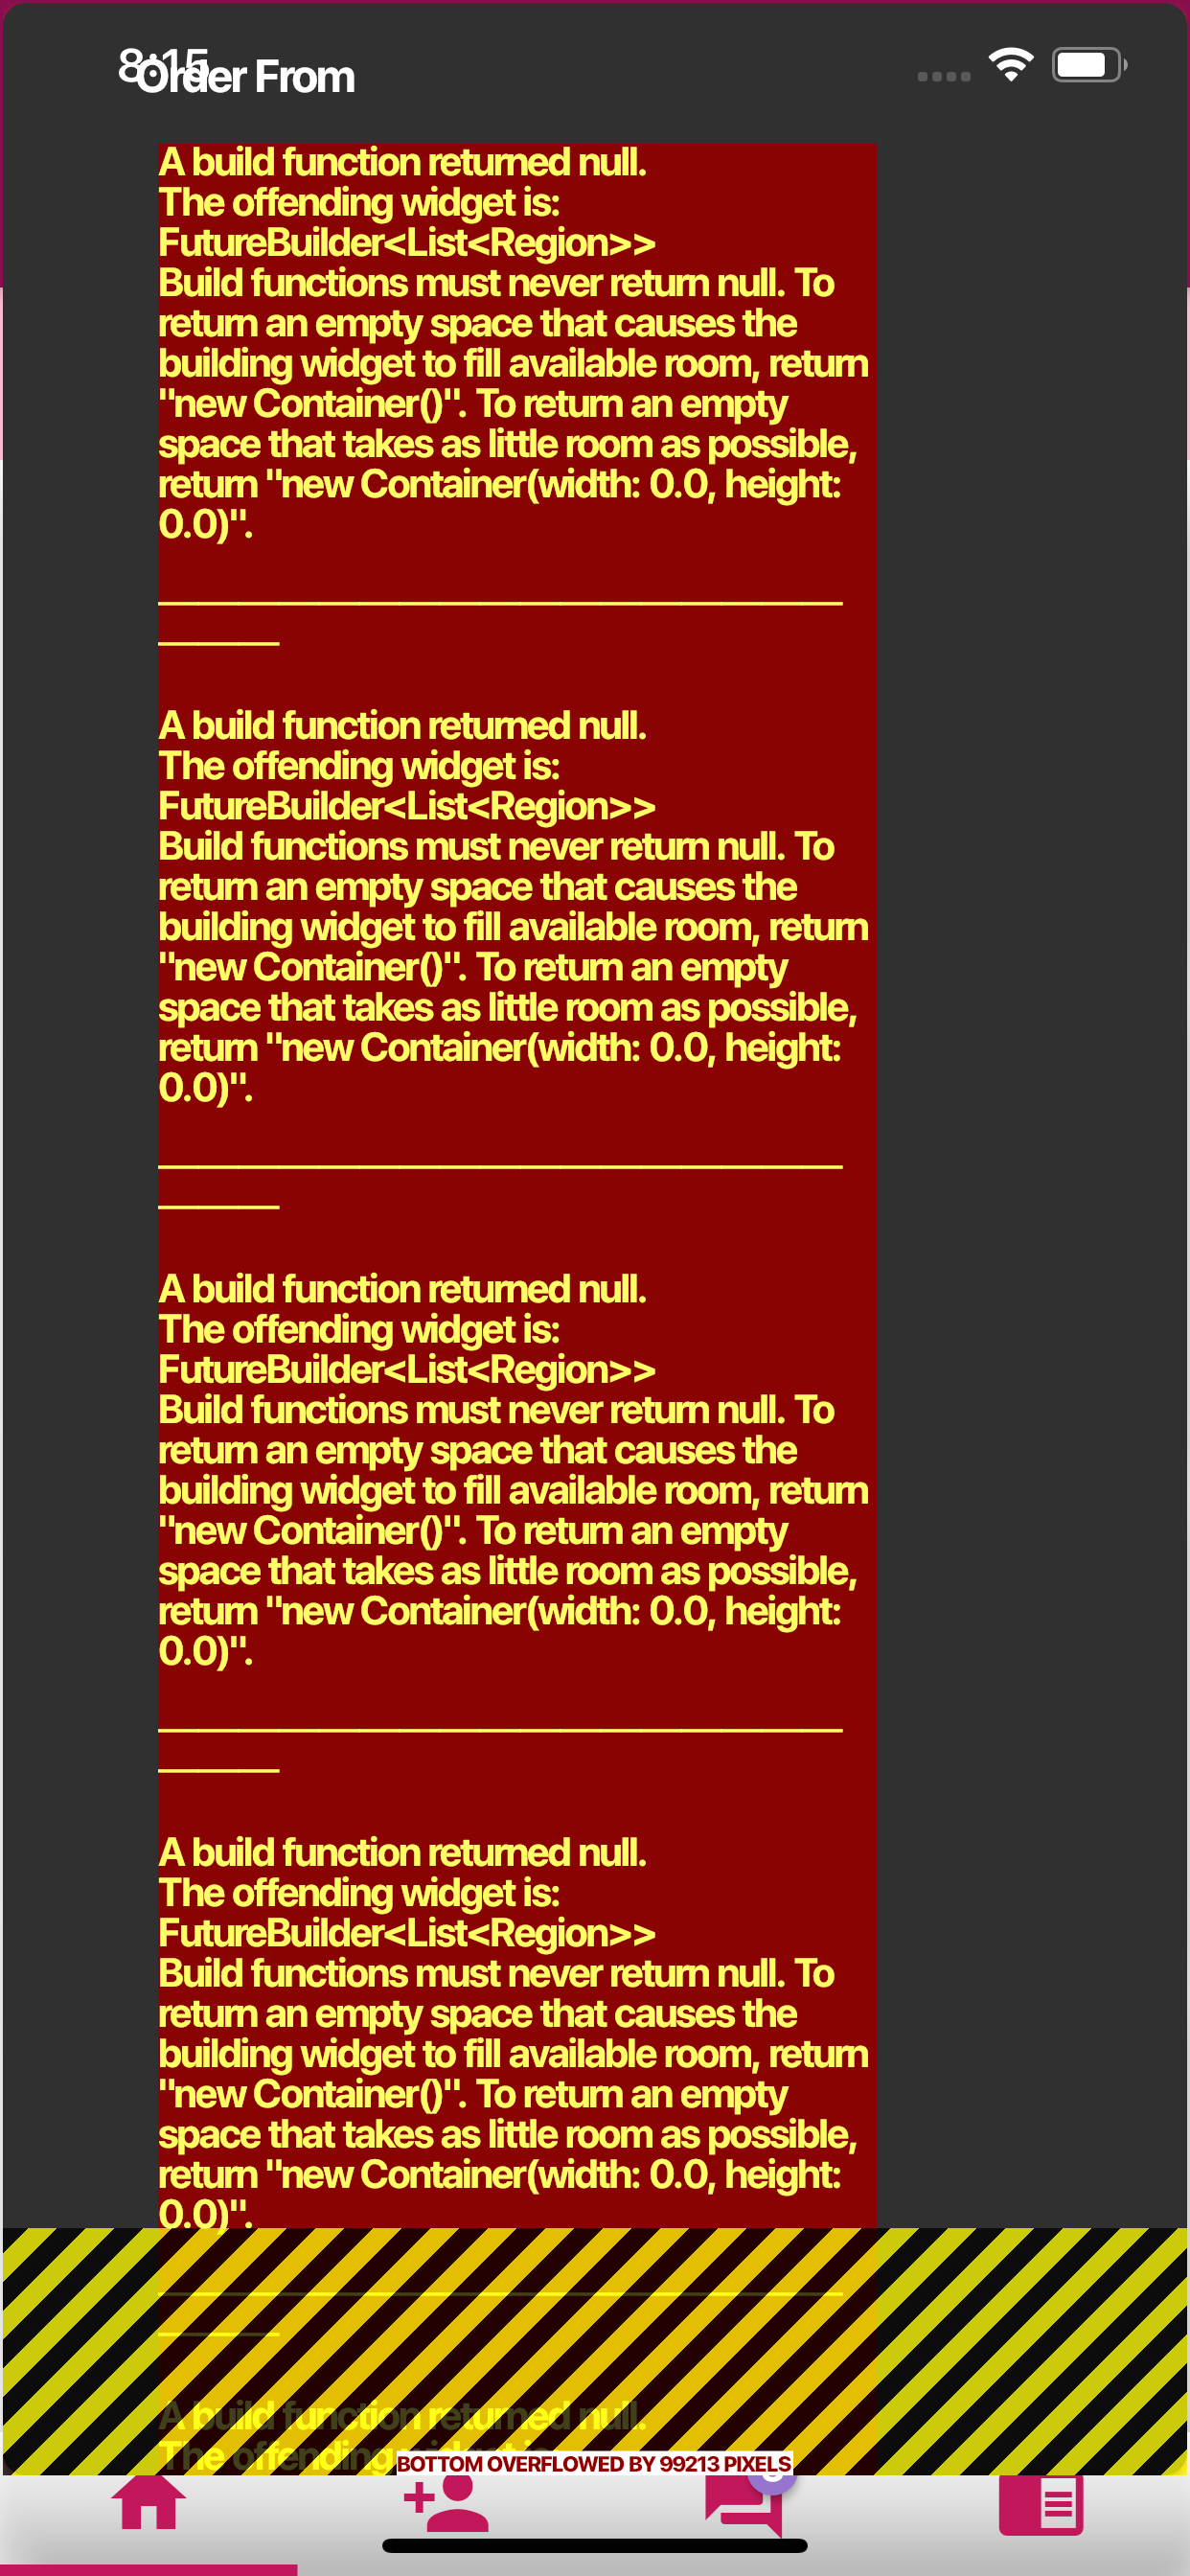 8:15
Order From
A build function returned null.
The offending widget is:
FutureBuilder<List<Region>>
Build functions must never return null. To
return an empty space that causes the
building widget to fill available room, return
"new Container()". To return an empty
space that takes as little room as possible,
return "new Container(width: 0.0, height:
0.0)".
A build function returned null.
The offending widget is:
FutureBuilder<List<Region>>
Build functions must never return null. To
return an empty space that causes the
building widget to fill available room, return
"new Container()". To return an empty
space that takes as little room as possible,
return "new Container(width: 0.0, height:
0.0)".
A build function returned null.
The offending widget is:
FutureBuilder<List<Region>>
Build functions must never return null. To
return an empty space that causes the
building widget to fill available room, return
"new Container()". To return an empty
space that takes as little room as possible,
return "new Container(width: 0.0, height:
0.0)".
A build function returned null.
The offending widget is:
FutureBuilder<List<Region>>
Build functions must never return null. To
return an empty space that causes the
building widget to fill available room, return
"new Container()". To return an empty
space that takes as little room as possible,
return "new Container(width: 0.0, height:
0.0)".
A build function returned null.
The offending
BOTTOM OVERFLOWED BY 99213 PIXELS